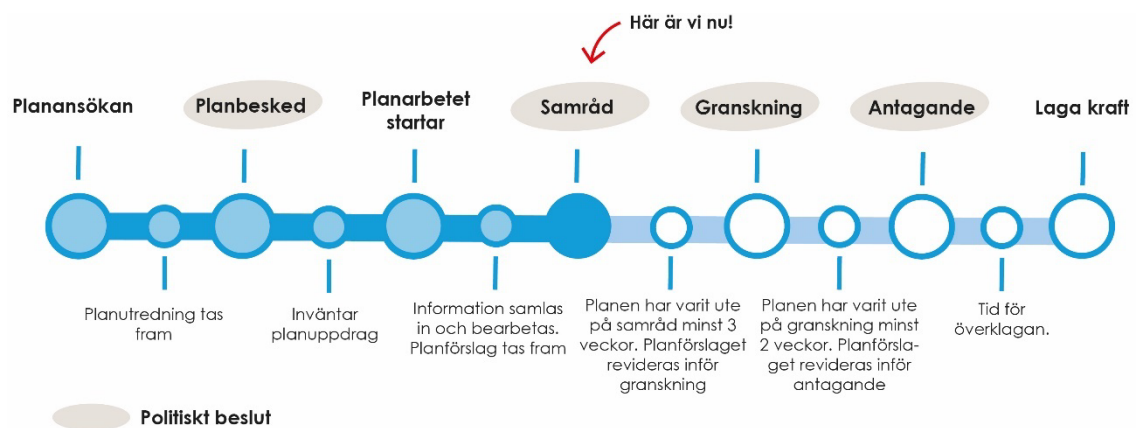 Här är vi nu!
Planansökan
Planbesked
Planarbetet
startar
Samråd
Granskning
Antagande
Laga kraft
Planutredning tas
fram
Inväntar
planuppdrag
Information samlas
in och bearbetas.
Planförslag tas fram
Planen har varit ute
på samråd minst 3
veckor. Planförslaget
revideras inför
granskning
Planen har varit ute
på granskning minst
2 veckor. Planförsla-
get revideras inför
antagande
Tid för
överklagan.
Politiskt beslut